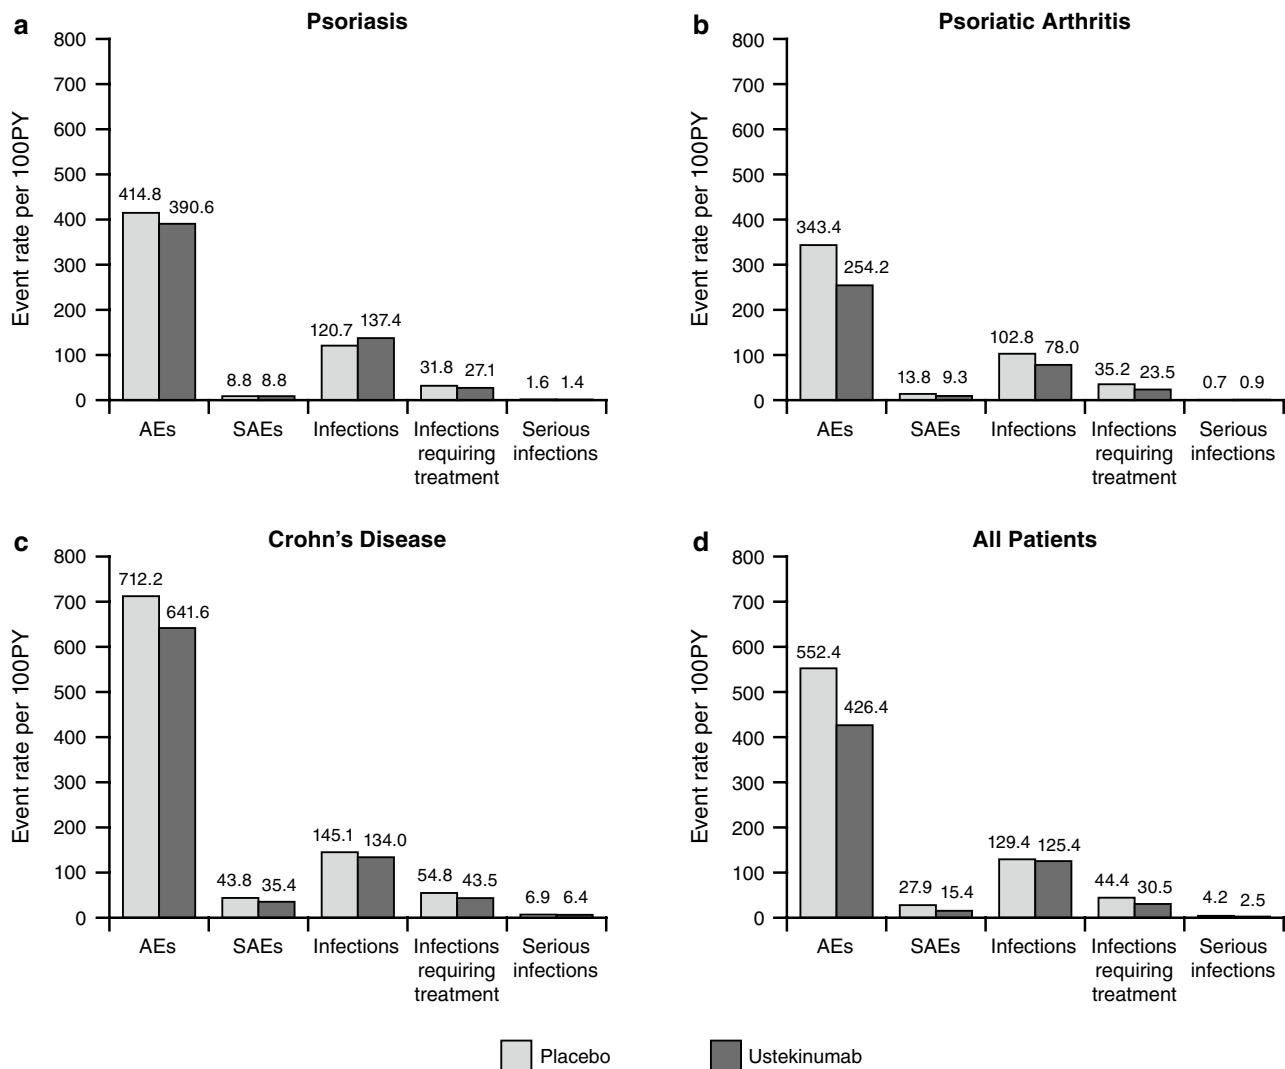 a
Psoriasis
Event rate per 100PY
800
700
600
500
400
300
200
100
0
414.8
390.6
8.8 8.8
120.7 137.4
31.8 27.1
1.6 1.4
AEs
SAEs
Infections
Infections
requiring
treatment
Serious
infections
b
Psoriatic Arthritis
Event rate per 100PY
800
700
600
500
400
300
200
100
0
343.4
254.2
13.8 9.3
102.8 78.0
35.2 23.5
0.7 0.9
AEs
SAEs
Infections
Infections
requiring
treatment
Serious
infections
c
Crohn's Disease
Event rate per 100PY
800
700
600
500
400
300
200
100
0
712.2
641.6
43.8 35.4
145.1 134.0
54.8 43.5
6.9 6.4
AEs
SAEs
Infections
Infections
requiring
treatment
Serious
infections
d
All Patients
Event rate per 100PY
800
700
600
500
400
300
200
100
0
552.4
426.4
27.9 15.4
129.4 125.4
44.4 30.5
4.2 2.5
AEs
SAEs
Infections
Infections
requiring
treatment
Serious
infections
Placebo
Ustekinumab